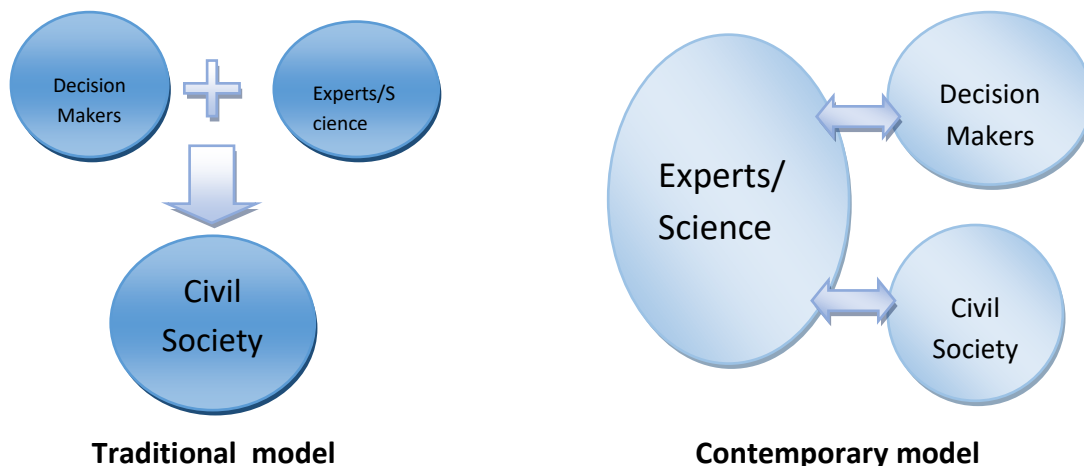 Decision
Makers
Experts/S
cience
Civil
Society
Traditional model
Experts/
Science
Decision
Makers
Civil
Society
Contemporary model